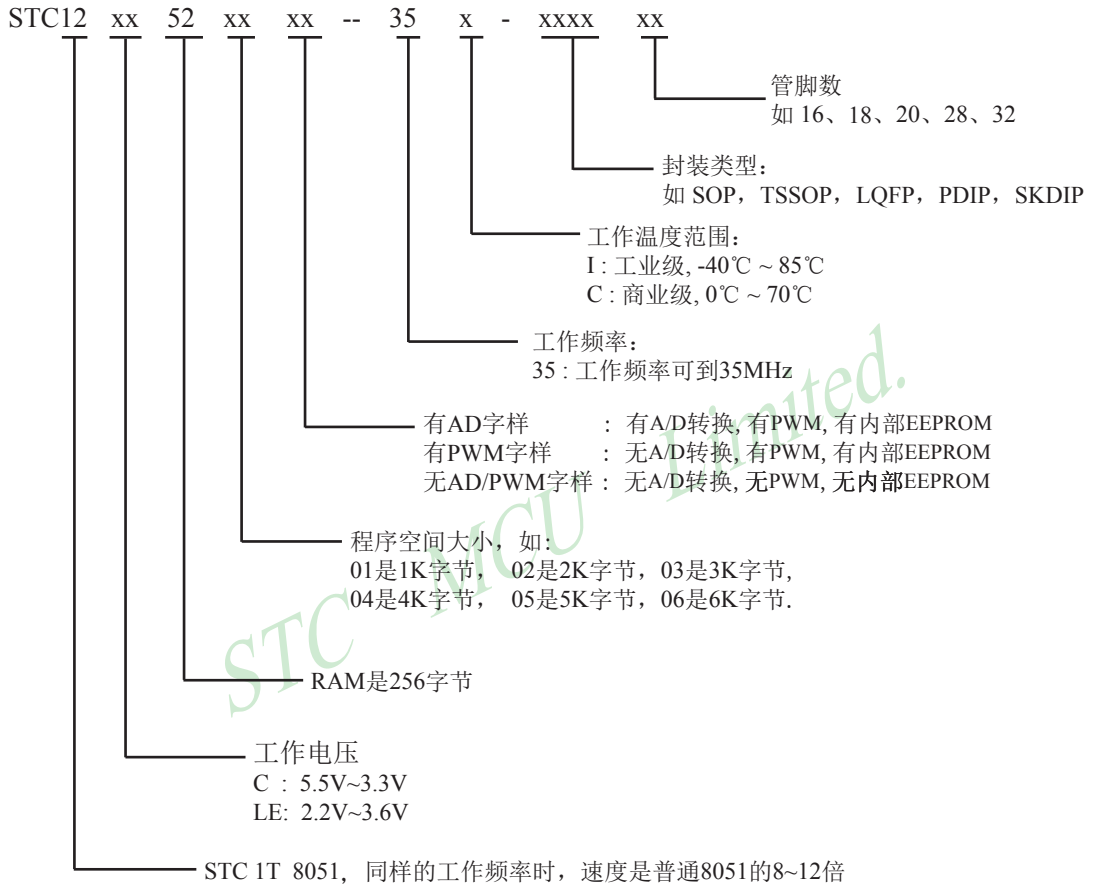 STC12 xx 52 xx xx -- 35 x - xxxx xx
管脚数
如 16、18、20、28、32
封装类型：
如 SOP，TSSOP，LQFP，PDIP，SKDIP
工作温度范围：
I : 工业级, -40℃ ~ 85℃
C : 商业级, 0℃ ~ 70℃
工作频率：
35 : 工作频率可到35MHz
有AD字样 : 有A/D转换, 有PWM, 有内部EEPROM
有PWM字样 : 无A/D转换, 有PWM, 有内部EEPROM
无AD/PWM字样 : 无A/D转换, 无PWM, 无内部EEPROM
程序空间大小，如:
01是1K字节， 02是2K字节，03是3K字节,
04是4K字节， 05是5K字节，06是6K字节.
RAM是256字节
工作电压
C : 5.5V~3.3V
LE: 2.2V~3.6V
STC 1T 8051, 同样的工作频率时，速度是普通8051的8~12倍
STC MCU Limited.